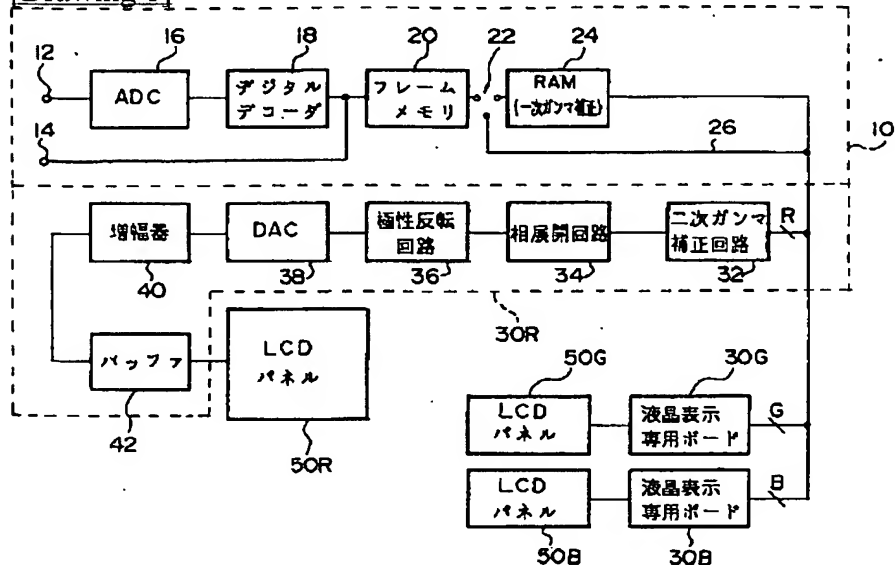 12
16
ADC
18
デジタル
デコーダ
20
フレーム
メモリ
22
24
RAM
(一次ガンマ補正)
10
14
26
増幅器
40
DAC
38
極性反転
回路
36
相展開回路
34
二次ガンマ
補正回路
32
R
30R
バッファ
42
LCD
パネル
50R
50G
LCD
パネル
30G
液晶表示
専用ボード
G
LCD
パネル
50B
液晶表示
専用ボード
30B
B